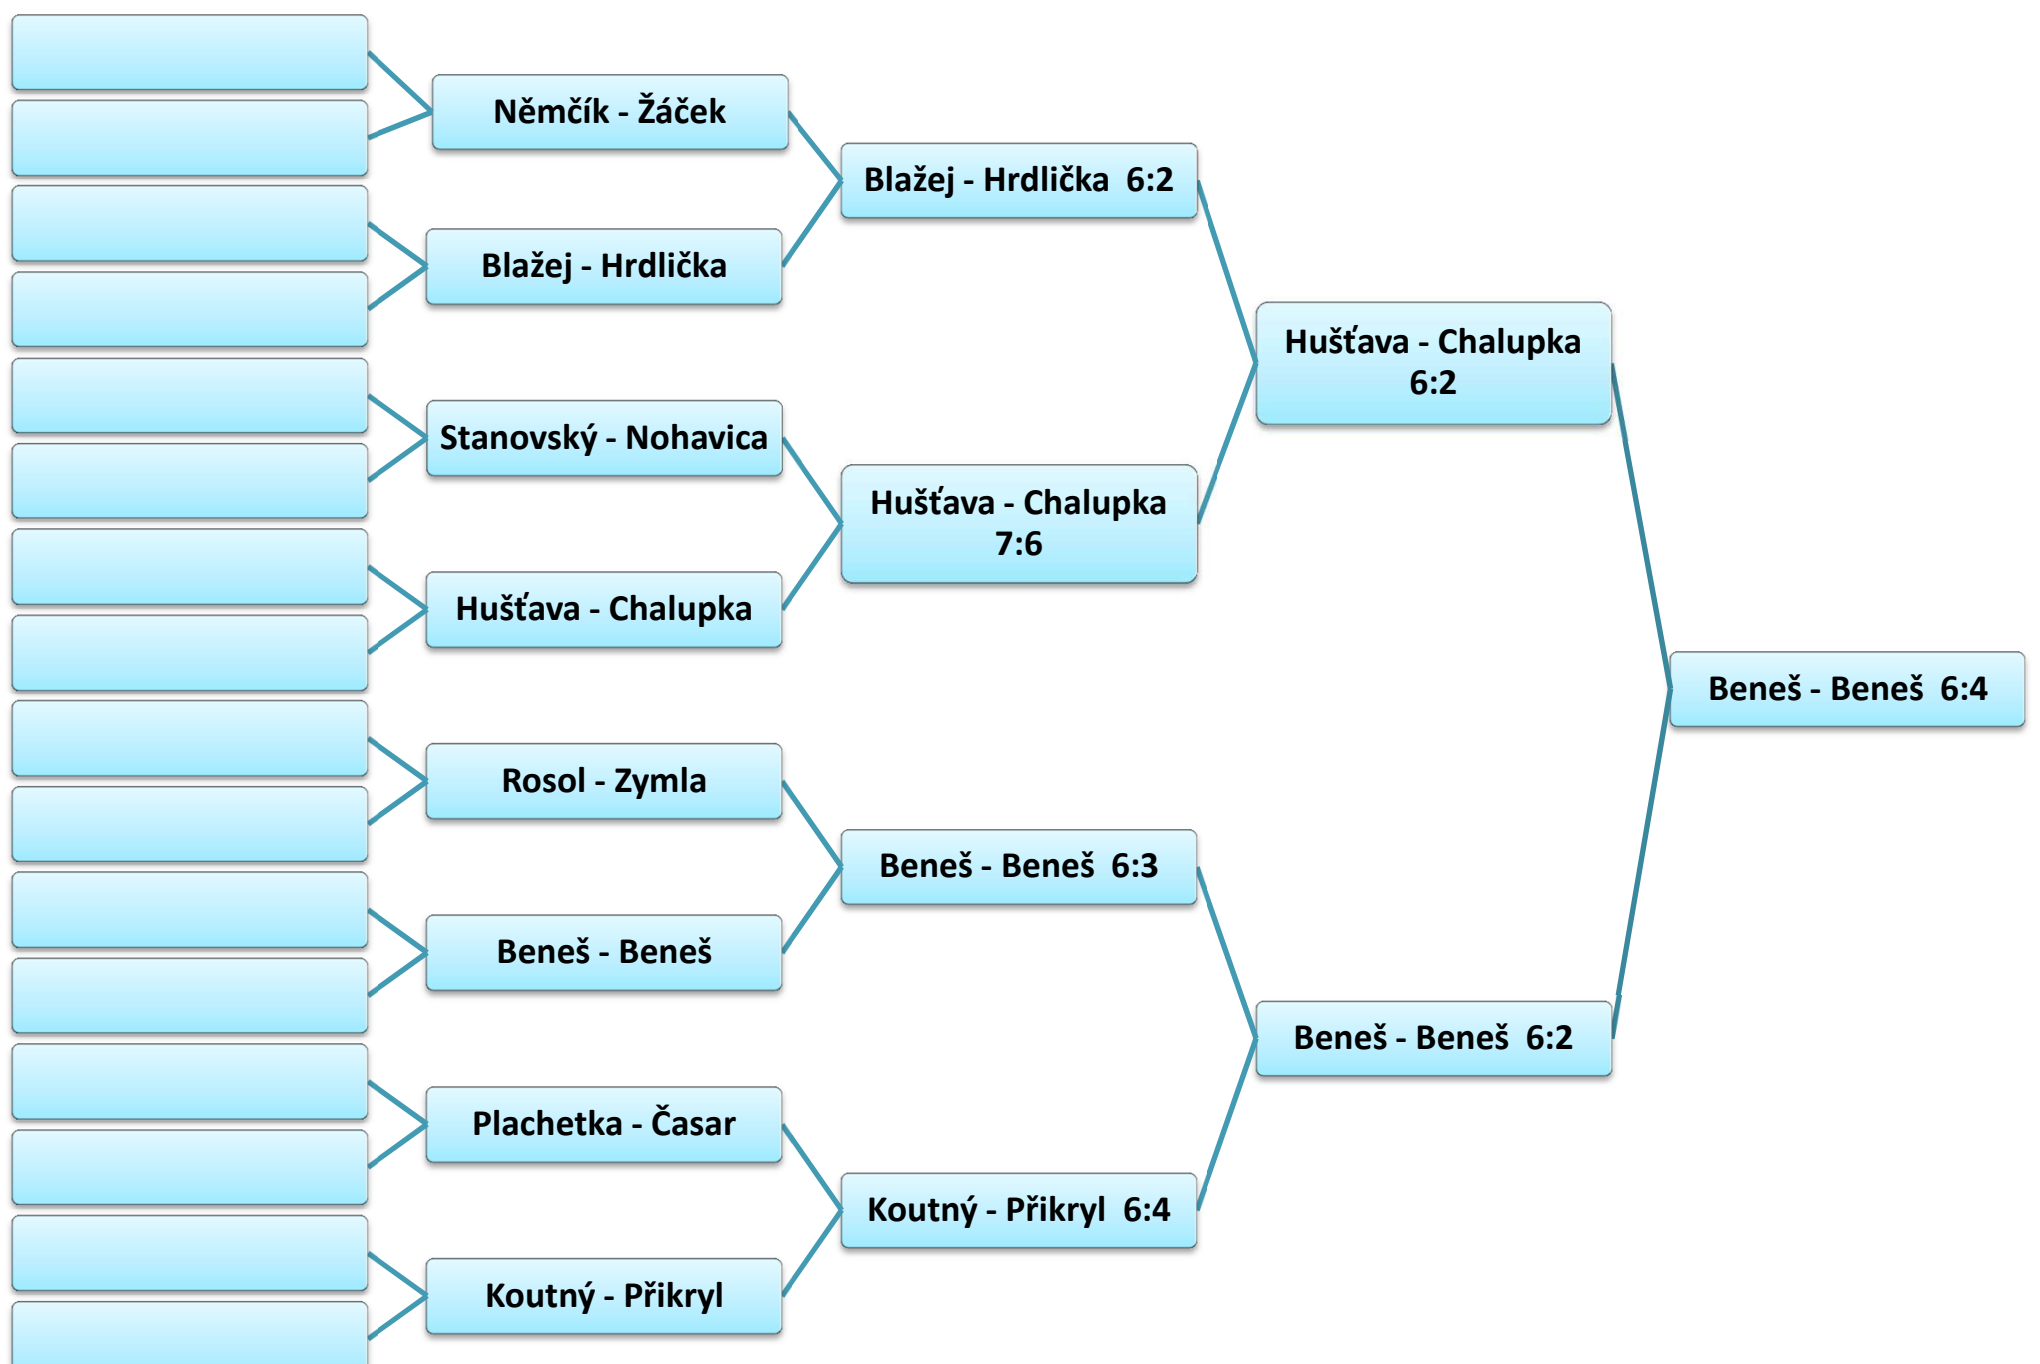 Němčík - Žáček
Blažej - Hrdlička
Stanovský - Nohavica
Hušťava - Chalupka
Rosol - Zymla
Beneš - Beneš
Plachetka - Časar
Koutný - Přikryl
Blažej - Hrdlička  6:2
Hušťava - Chalupka
7:6
Beneš - Beneš  6:3
Koutný - Přikryl  6:4
Hušťava - Chalupka
6:2
Beneš - Beneš  6:2
Beneš - Beneš  6:4